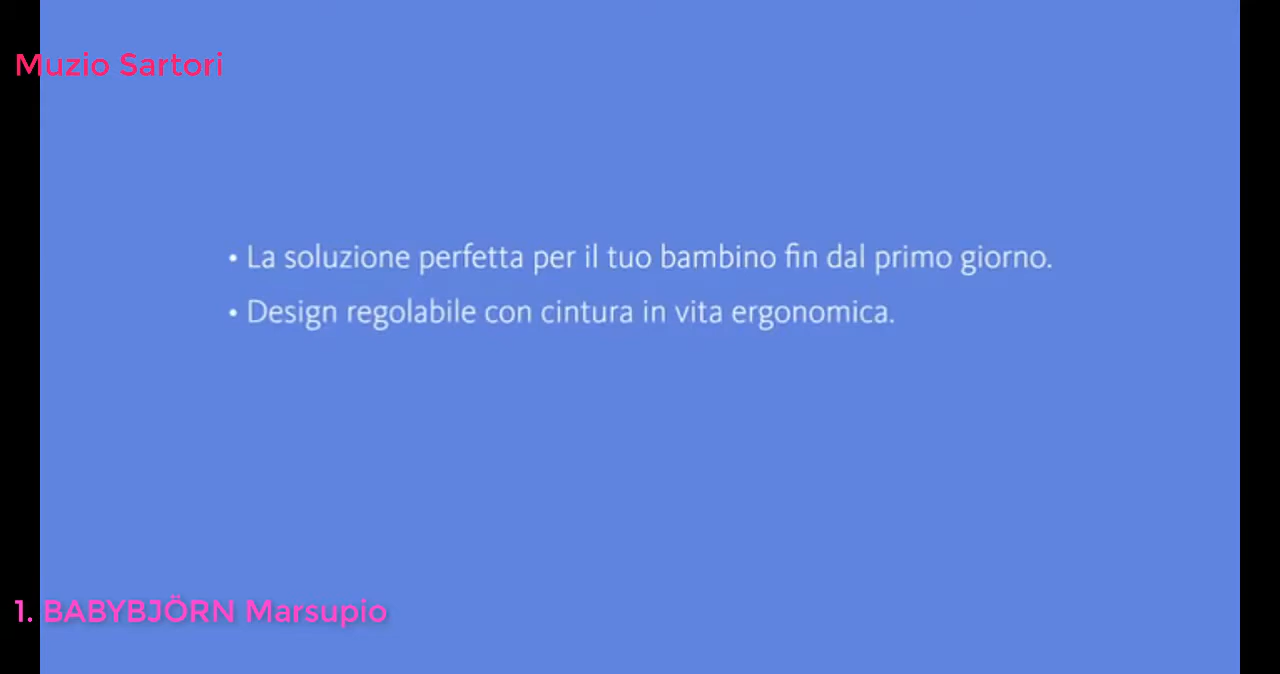 Muzio Sartori
• La soluzione perfetta per il tuo bambino fin dal primo giorno.
• Design regolabile con cintura in vita ergonomica.
1. BABYBJÖRN Marsupio